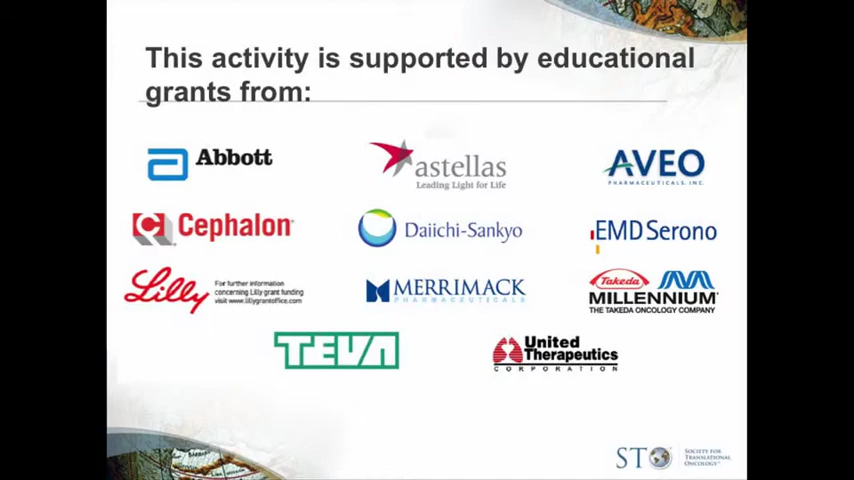 This activity is supported by educational
grants from:
Abbott
astellas
Leading Light for Life
AVEO
PHARMACEUTICALS, INC.
Cephalon
Daiichi-Sankyo
EMD Serono
Lilly
For further information
concerning Lilly grant funding
visit www.lillygrantoffice.com
MERRIMACK
PHARMACEUTICALS
Takeda
MILLENNIUM
THE TAKEDA ONCOLOGY COMPANY
TEVA
United
Therapeutics
CORPORATION
STO
SOCIETY FOR
TRANSLATIONAL
ONCOLOGY